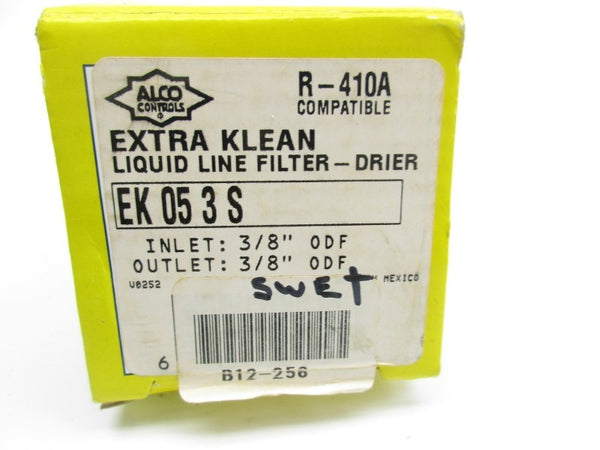 ALCO
CONTROLS
®
R-410A
COMPATIBLE
EXTRA KLEAN
LIQUID LINE FILTER-DRIER
EK 05 3 S
INLET: 3/8" ODF
OUTLET: 3/8" ODF
V0252
MEXICO
SWET
6
B12-256